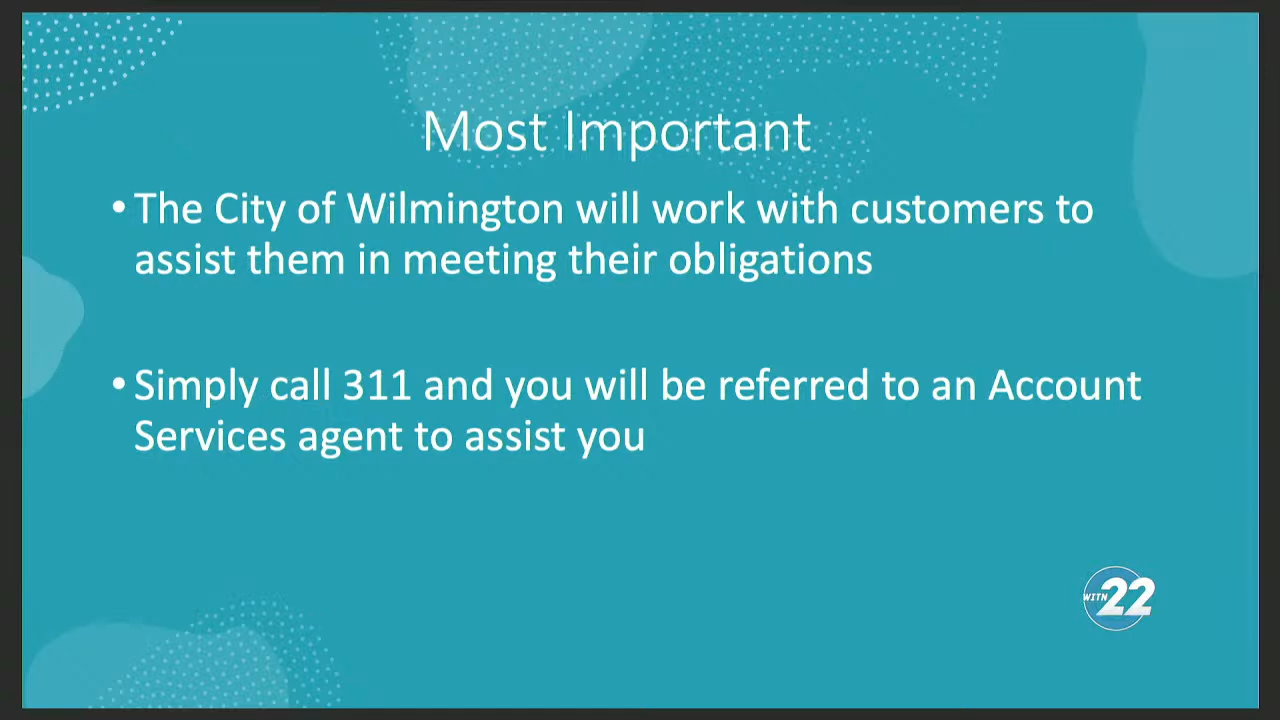 Most Important
• The City of Wilmington will work with customers to
assist them in meeting their obligations
• Simply call 311 and you will be referred to an Account
Services agent to assist you
WITN 22